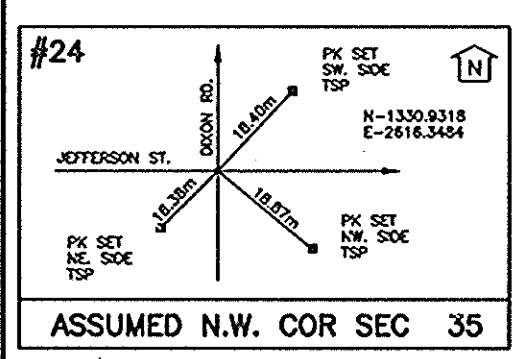 #24
PK SET
SW. SIDE
TSP
N
N-1330.9318
E-2616.3484
DIXON RD.
18.40m
JEFFERSON ST.
18.38m
18.87m
PK SET
NE. SIDE
TSP
PK SET
NW. SIDE
TSP
ASSUMED N.W. COR SEC 35